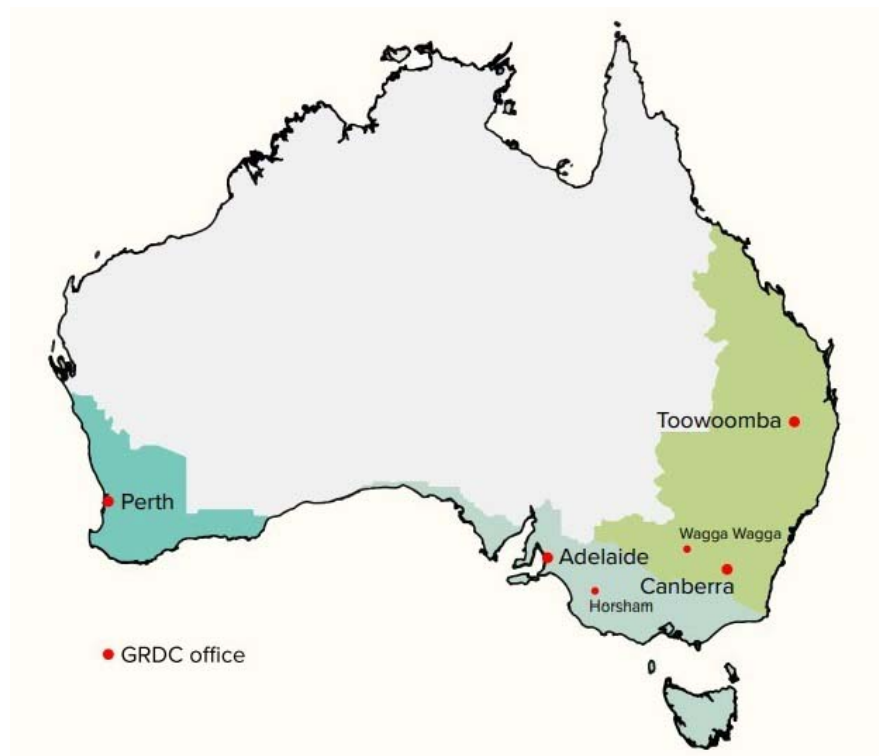 Toowoomba
Perth
Wagga Wagga
Adelaide
Canberra
Horsham
GRDC office